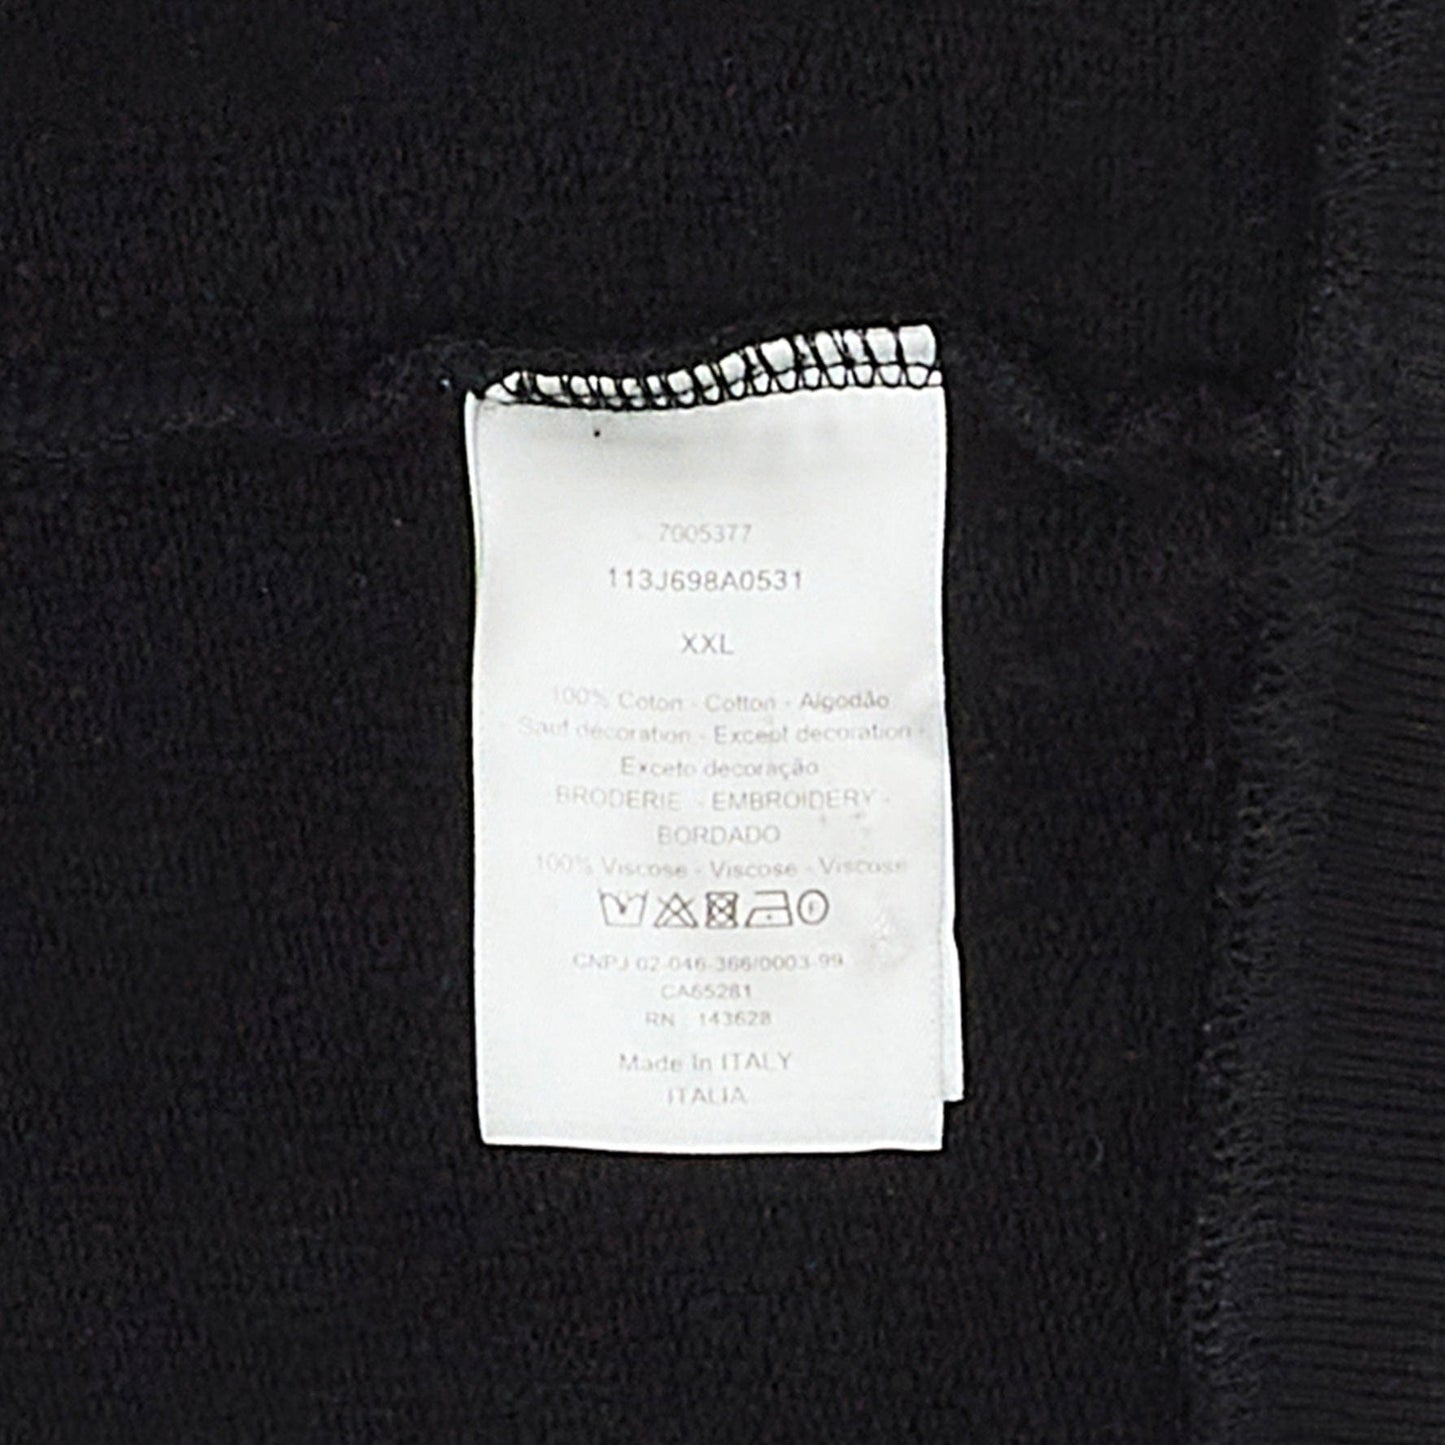 7005377
113J698A0531
XXL
100% Coton - Cotton - Algodão
Sauf décoration - Except decoration -
Exceto decoração
BRODERIE - EMBROIDERY -
BORDADO
100% Viscose - Viscose - Viscose
CNPJ 02-046-366/0003-99
CA65281
RN 143628
Made In ITALY
ITALIA